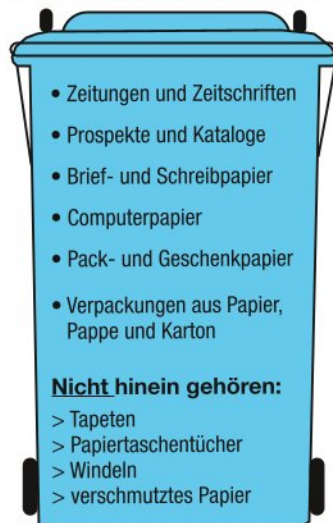 • Zeitungen und Zeitschriften
• Prospekte und Kataloge
• Brief- und Schreibpapier
• Computerpapier
• Pack- und Geschenkpapier
• Verpackungen aus Papier,
Pappe und Karton
Nicht hinein gehören:
> Tapeten
> Papiertaschentücher
> Windeln
> verschmutztes Papier